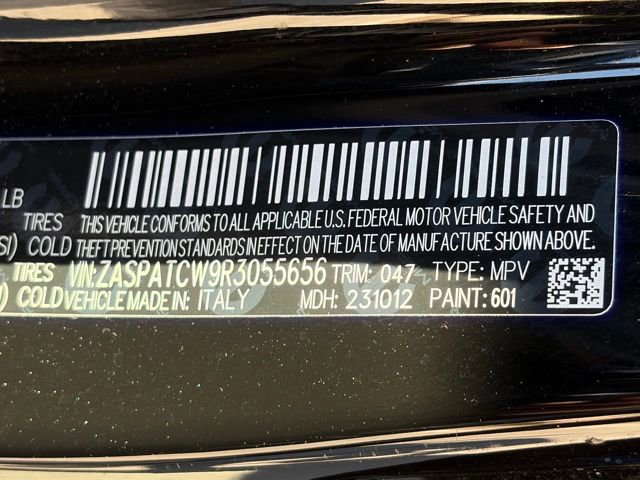 LB
TIRES THIS VEHICLE CONFORMS TO ALL APPLICABLE U.S. FEDERAL MOTOR VEHICLE SAFETY AND
SI) COLD THEFT PREVENTION STANDARDS IN EFFECT ON THE DATE OF MANUFACTURE SHOWN ABOVE.
TIRES VIN: ZASPATCW9R3055656 TRIM: 047 TYPE: MPV
) COLD VEHICLE MADE IN: ITALY MDH: 231012 PAINT: 601